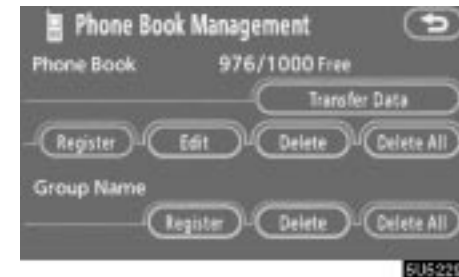 Phone Book Management
Phone Book 976/1000 Free
Transfer Data
Register Edit Delete Delete All
Group Name
Register Delete Delete All
5U5226